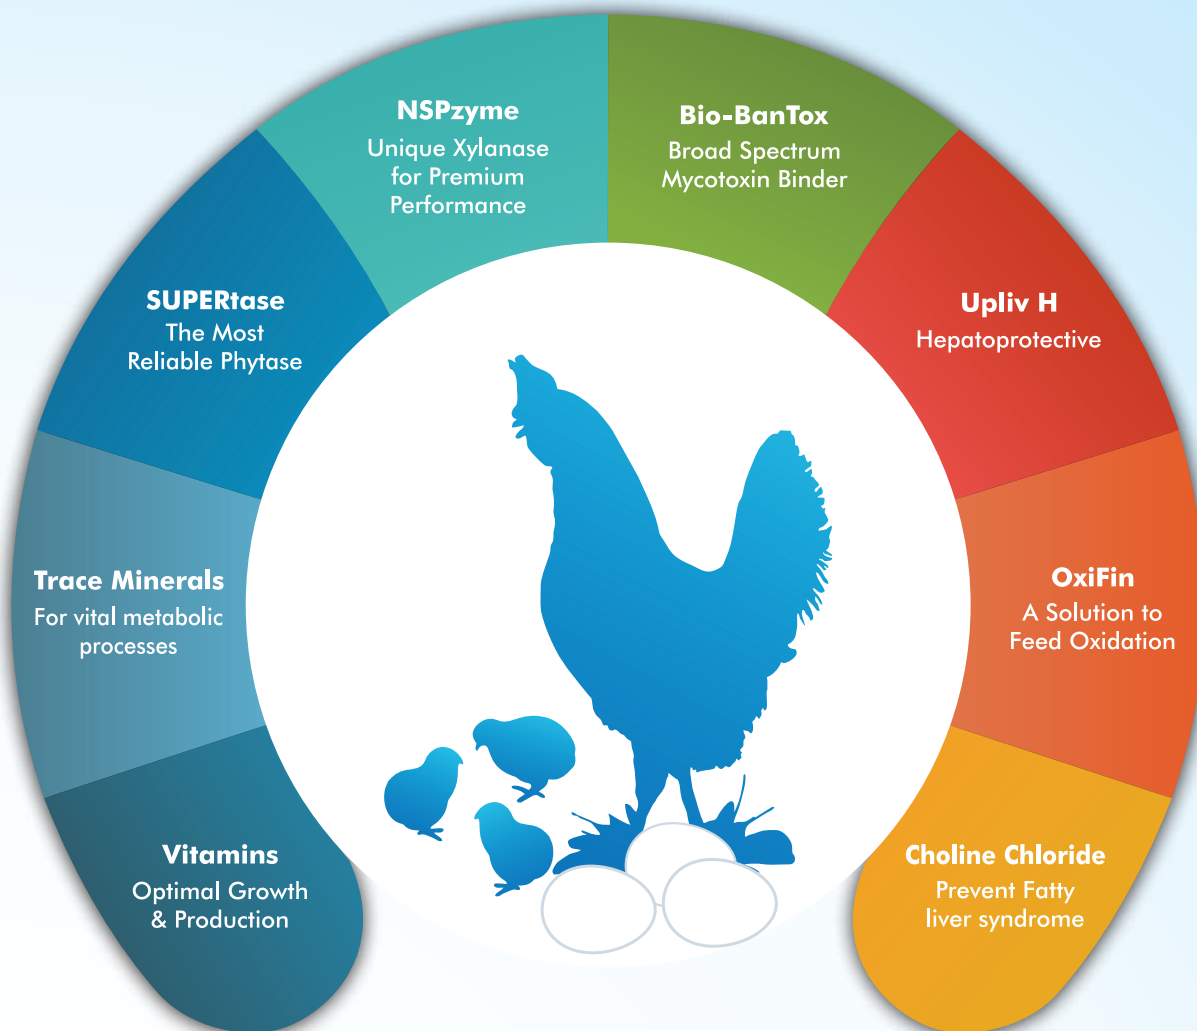 NSPzyme
Unique Xylanase
for Premium
Performance
Bio-BanTox
Broad Spectrum
Mycotoxin Binder
SUPERtase
The Most
Reliable Phytase
Upliv H
Hepatoprotective
Trace Minerals
For vital metabolic
processes
OxiFin
A Solution to
Feed Oxidation
Vitamins
Optimal Growth
& Production
Choline Chloride
Prevent Fatty
liver syndrome